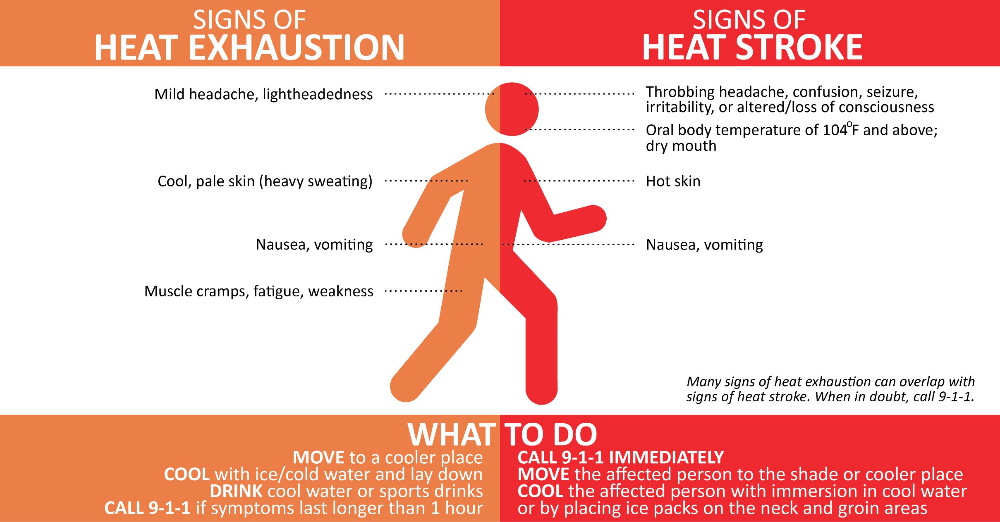 SIGNS OF
HEAT EXHAUSTION
Mild headache, lightheadedness
Cool, pale skin (heavy sweating)
Nausea, vomiting
Muscle cramps, fatigue, weakness
SIGNS OF
HEAT STROKE
Throbbing headache, confusion, seizure,
irritability, or altered/loss of consciousness
Oral body temperature of 104°F and above;
dry mouth
Hot skin
Nausea, vomiting
Many signs of heat exhaustion can overlap with
signs of heat stroke. When in doubt, call 9-1-1.
WHAT TO DO
MOVE to a cooler place
COOL with ice/cold water and lay down
DRINK cool water or sports drinks
CALL 9-1-1 if symptoms last longer than 1 hour
CALL 9-1-1 IMMEDIATELY
MOVE the affected person to the shade or cooler place
COOL the affected person with immersion in cool water
or by placing ice packs on the neck and groin areas